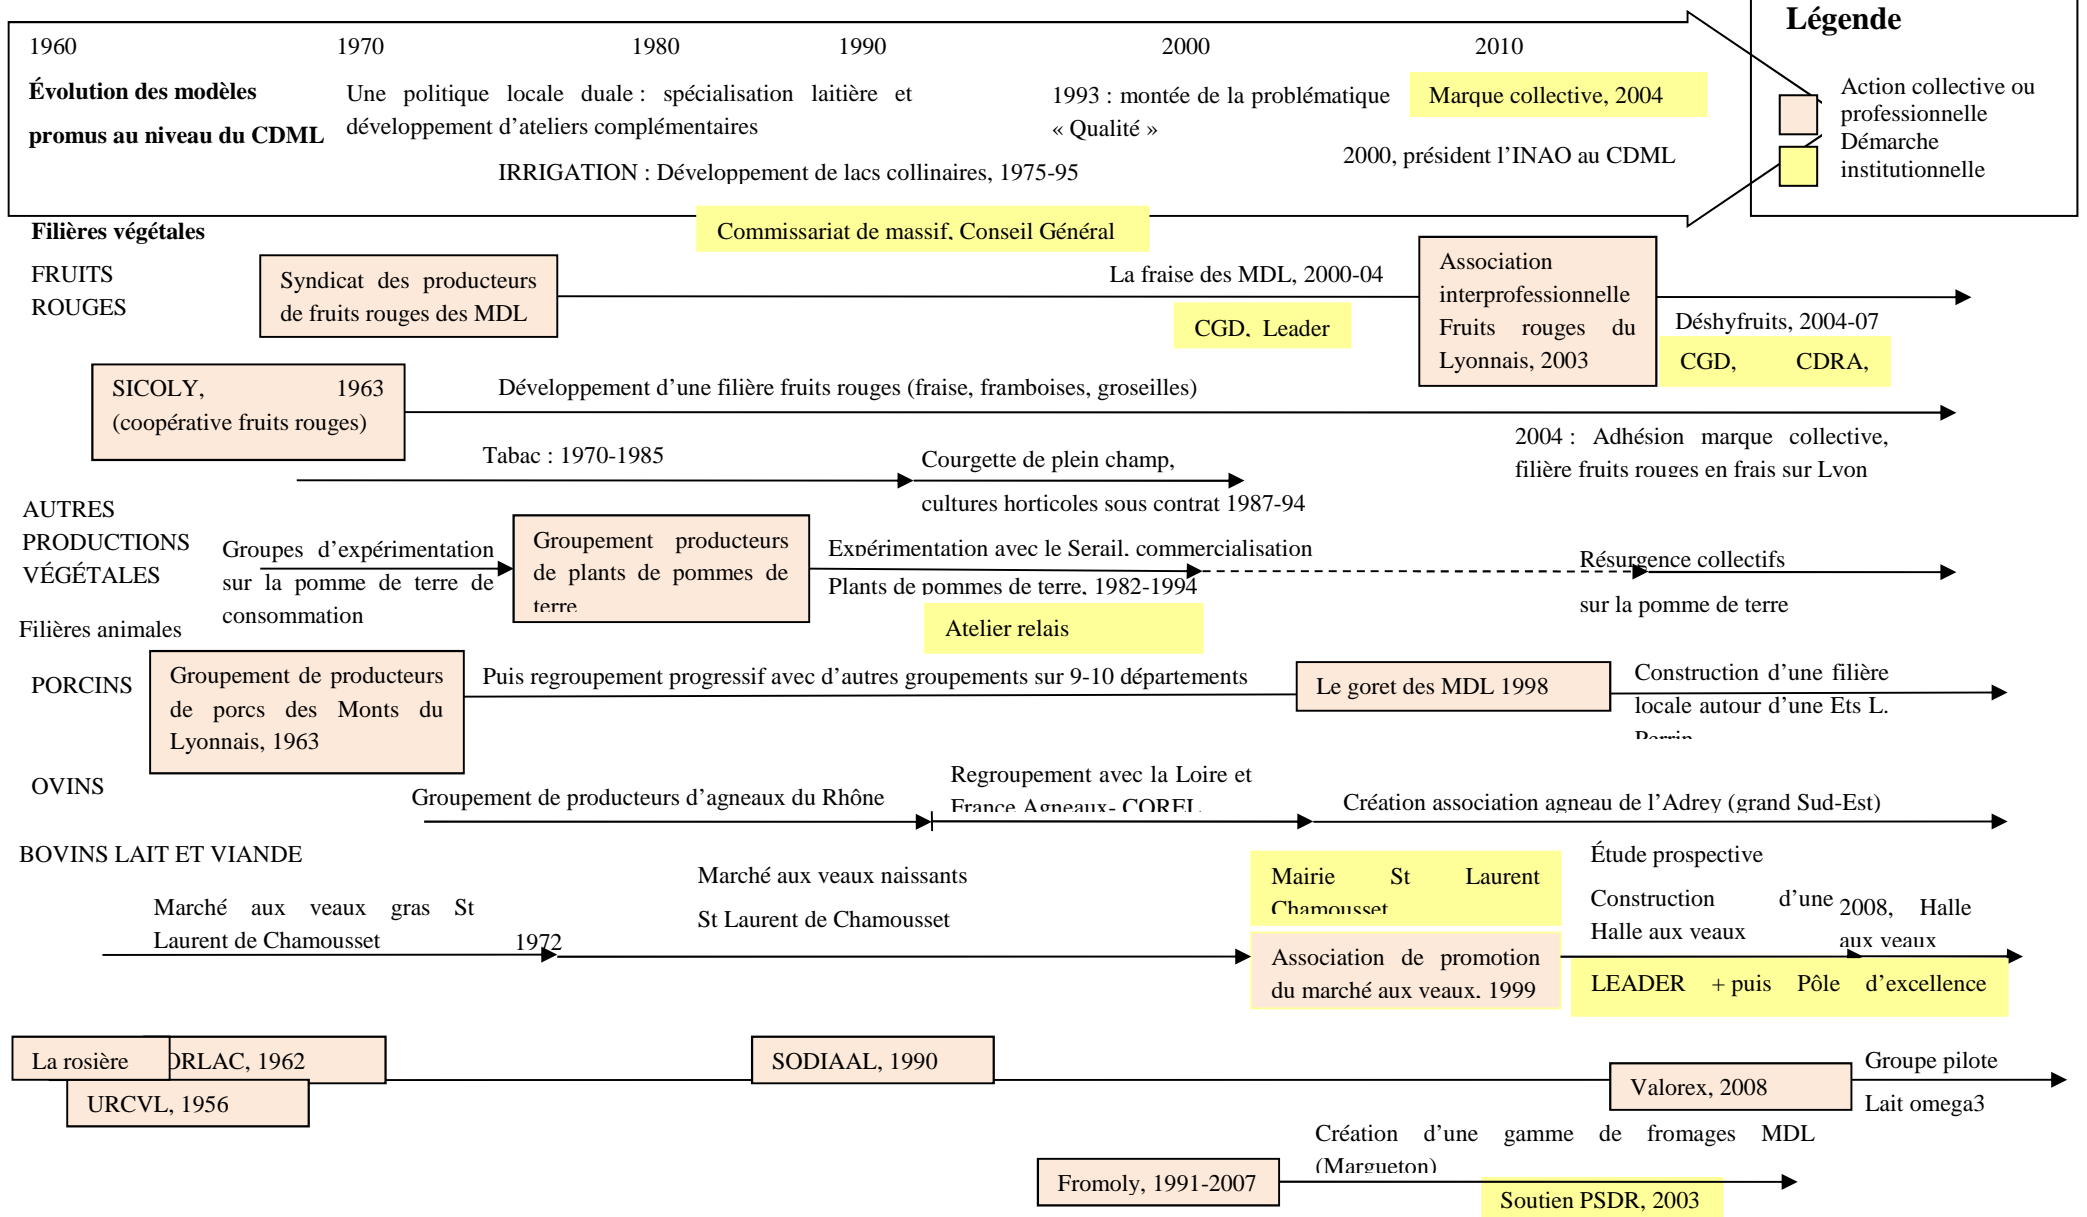 Légende
1960 1970 1980 1990 2000 2010
Évolution des modèles
promus au niveau du CDML
Une politique locale duale : spécialisation laitière et
développement d'ateliers complémentaires
1993 : montée de la problématique
« Qualité »
Marque collective, 2004
2000, président l'INAO au CDML
IRRIGATION : Développement de lacs collinaires, 1975-95
Action collective ou
professionnelle
Démarche
institutionnelle
Filières végétales
Commissariat de massif, Conseil Général
FRUITS
ROUGES
Syndicat des producteurs
de fruits rouges des MDL
La fraise des MDL, 2000-04
CGD, Leader
Association
interprofessionnelle
Fruits rouges du
Lyonnais, 2003
Déshyfruits, 2004-07
CGD, CDRA,
SICOLY, 1963
(coopérative fruits rouges)
Développement d'une filière fruits rouges (fraise, framboises, groseilles)
2004 : Adhésion marque collective,
filière fruits rouges en frais sur Lyon
Tabac : 1970-1985
Courgette de plein champ,
cultures horticoles sous contrat 1987-94
AUTRES
PRODUCTIONS
VÉGÉTALES
Groupes d'expérimentation
sur la pomme de terre de
consommation
Groupement producteurs
de plants de pommes de
terre
Expérimentation avec le Serail, commercialisation
Plants de pommes de terre, 1982-1994
Atelier relais
Résurgence collectifs
sur la pomme de terre
Filières animales
PORCINS
Groupement de producteurs
de porcs des Monts du
Lyonnais, 1963
Puis regroupement progressif avec d'autres groupements sur 9-10 départements
Le goret des MDL 1998
Construction d'une filière
locale autour d'une Ets L.
Perrin
OVINS
Groupement de producteurs d'agneaux du Rhône
Regroupement avec la Loire et
France Agneaux- COREL
Création association agneau de l'Adrey (grand Sud-Est)
BOVINS LAIT ET VIANDE
Marché aux veaux gras St
Laurent de Chamousset
1972
Marché aux veaux naissants
St Laurent de Chamousset
Mairie St Laurent
Chamousset
Association de promotion
du marché aux veaux, 1999
Étude prospective
Construction d'une
Halle aux veaux
2008, Halle
aux veaux
LEADER + puis Pôle d'excellence
La rosière
ORLAC, 1962
URCVL, 1956
SODIAAL, 1990
Valorex, 2008
Groupe pilote
Lait omega3
Création d'une gamme de fromages MDL
(Margueton)
Fromoly, 1991-2007
Soutien PSDR, 2003